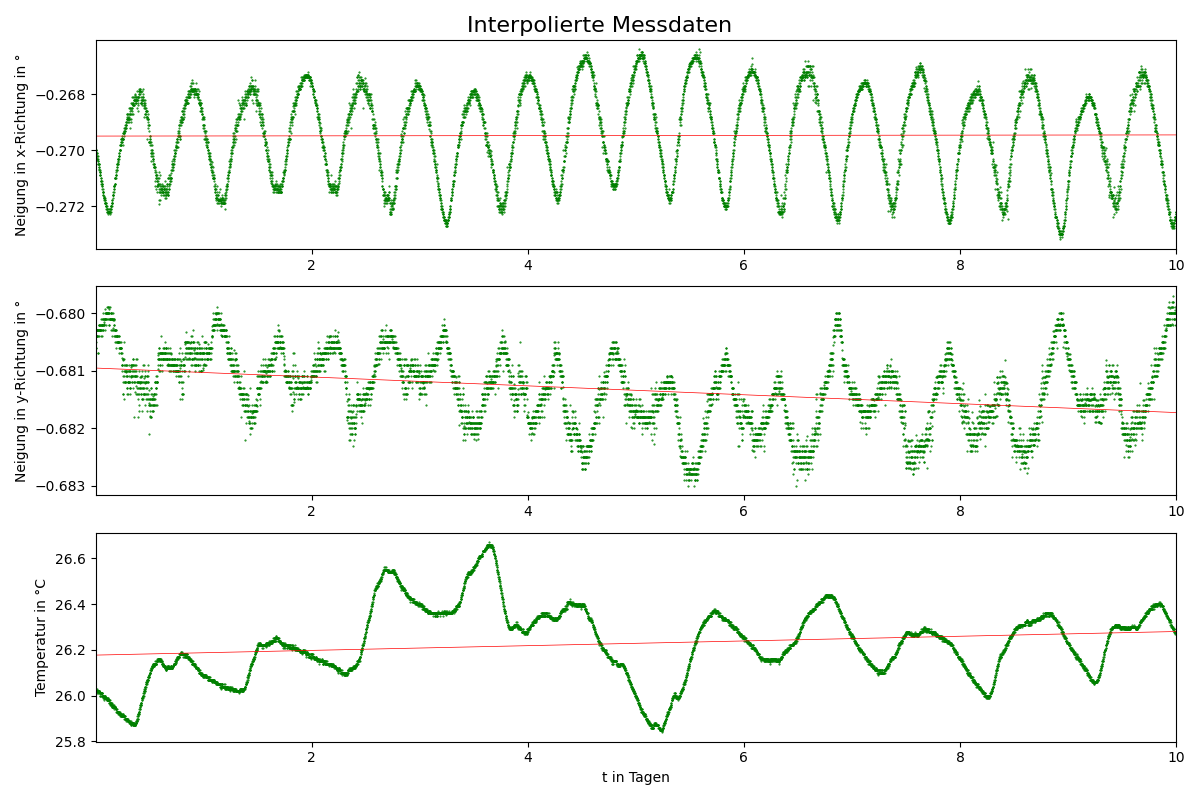 Interpolierte Messdaten
Neigung in x-Richtung in °
−0.268
−0.270
−0.272
2 4 6 8 10
Neigung in y-Richtung in °
−0.680
−0.681
−0.682
−0.683
2 4 6 8 10
Temperatur in °C
26.6
26.4
26.2
26.0
25.8
2 4 6 8 10
t in Tagen